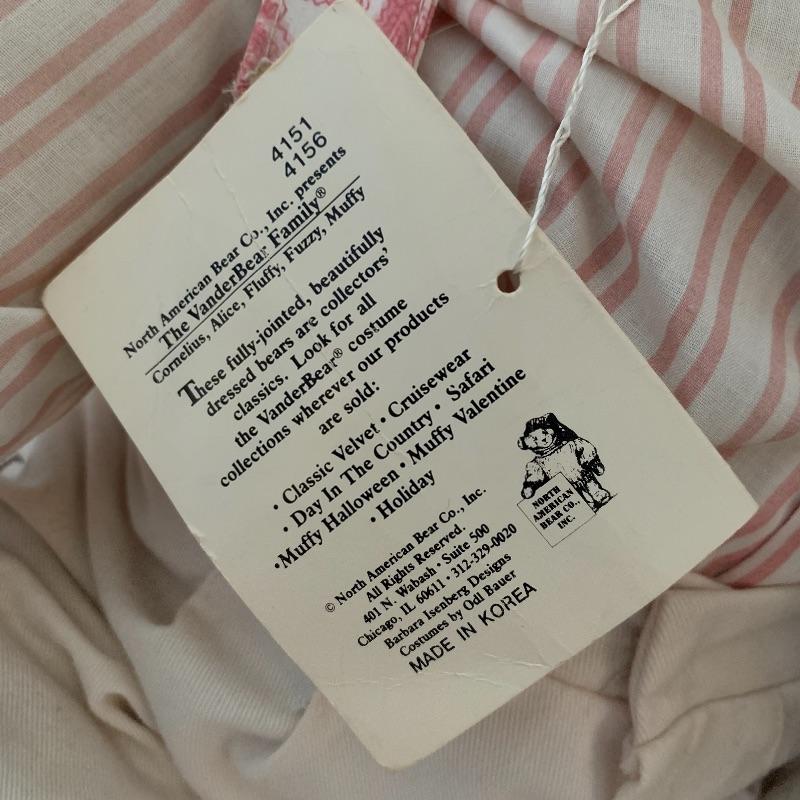 4151
4156
North American Bear Co., Inc. presents
The VanderBear Family®
Cornelius, Alice, Fluffy, Fuzzy, Muffy
These fully-jointed, beautifully
dressed bears are collectors'
classics. Look for all
the VanderBear® costume
collections wherever our products
are sold:
• Classic Velvet • Cruisewear
• Day In The Country • Safari
•Muffy Halloween • Muffy Valentine
• Holiday
NORTH
AMERICAN
BEAR CO.,
INC.
© North American Bear Co., Inc.
All Rights Reserved.
401 N. Wabash • Suite 500
Chicago, IL 60611 • 312-329-0020
Barbara Isenberg Designs
Costumes by Odl Bauer
MADE IN KOREA